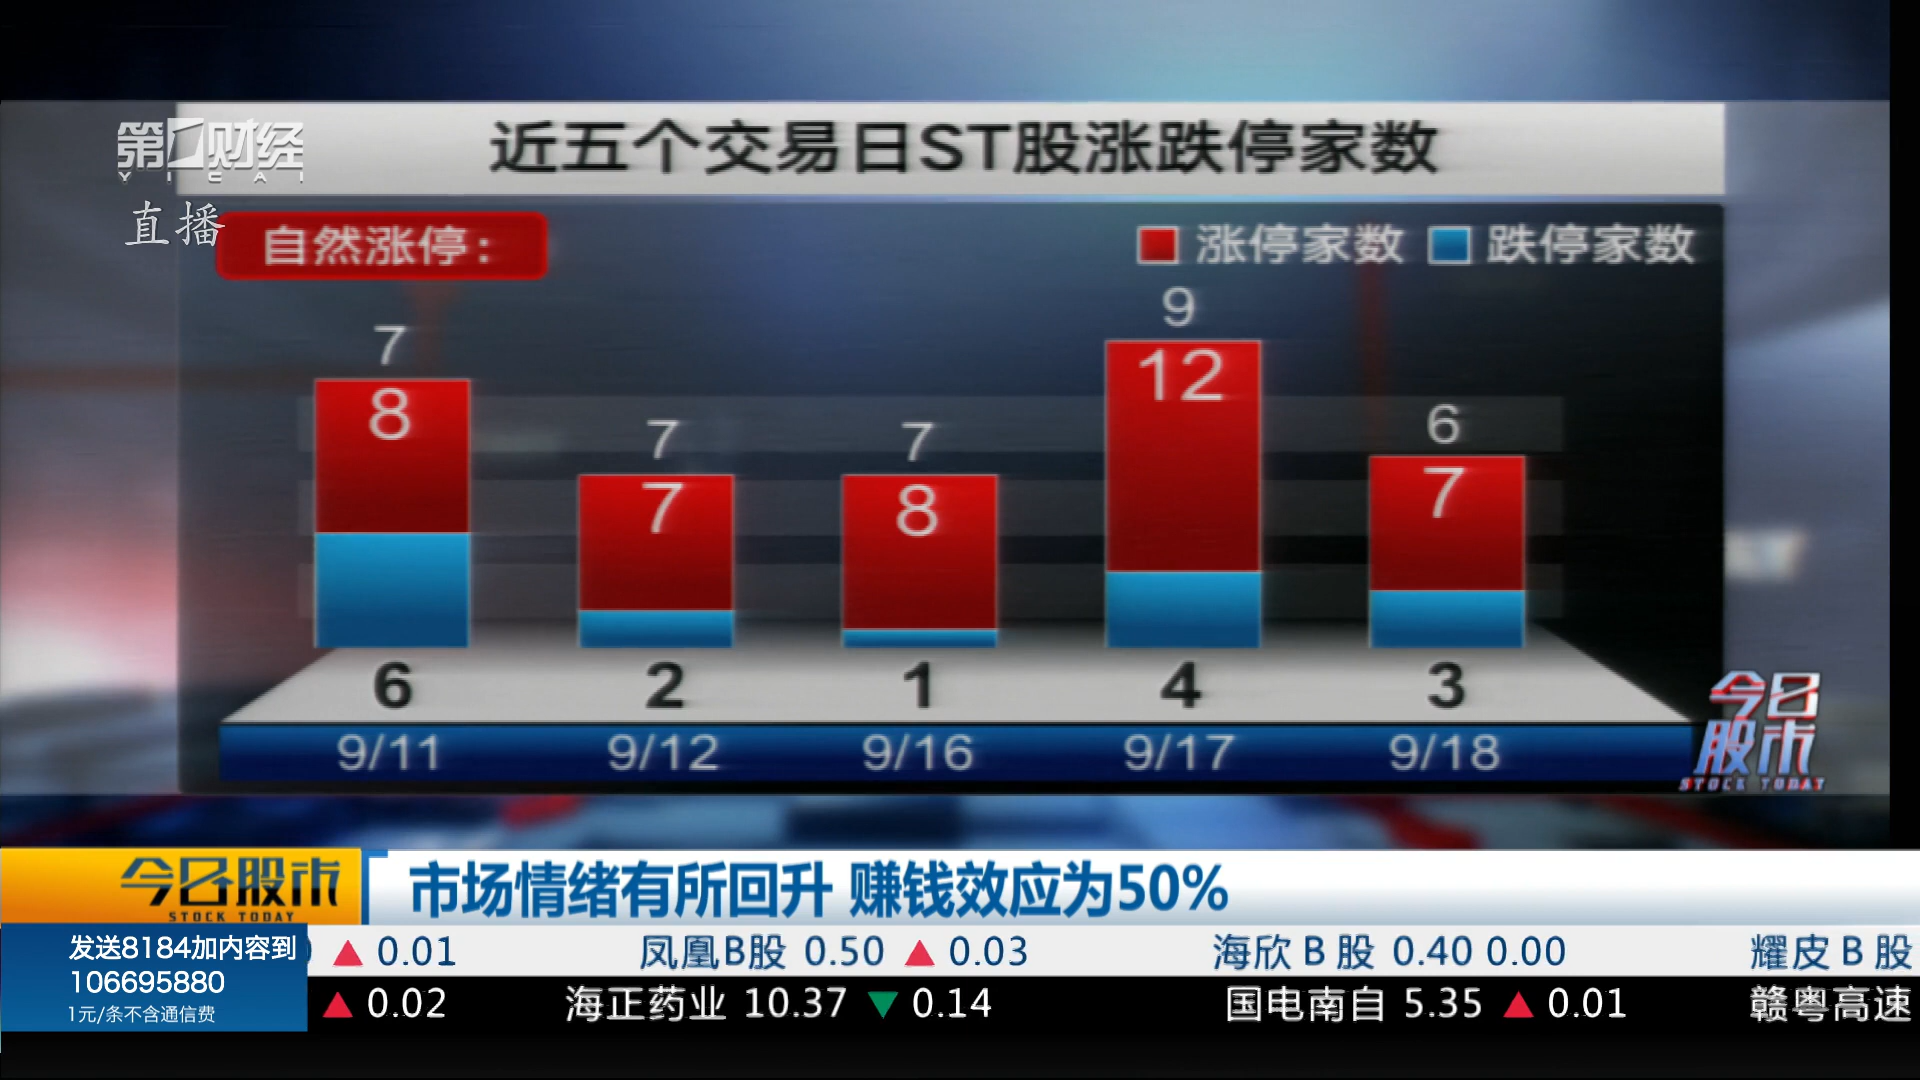 近五个交易日ST股涨跌停家数
第一财经
YICAI
直播
自然涨停：
涨停家数 跌停家数
7 7 7 9 6
8 7 8 12 7
6 2 1 4 3
9/11 9/12 9/16 9/17 9/18
今日股市
STOCK TODAY
今日股市
STOCK TODAY
市场情绪有所回升 赚钱效应为50%
发送8184加内容到
106695880
1元/条不含通信费
▲ 0.01 凤凰B股 0.50 ▲ 0.03 海欣B股 0.40 0.00 耀皮B股
▲ 0.02 海正药业 10.37 ▼ 0.14 国电南自 5.35 ▲ 0.01 赣粤高速